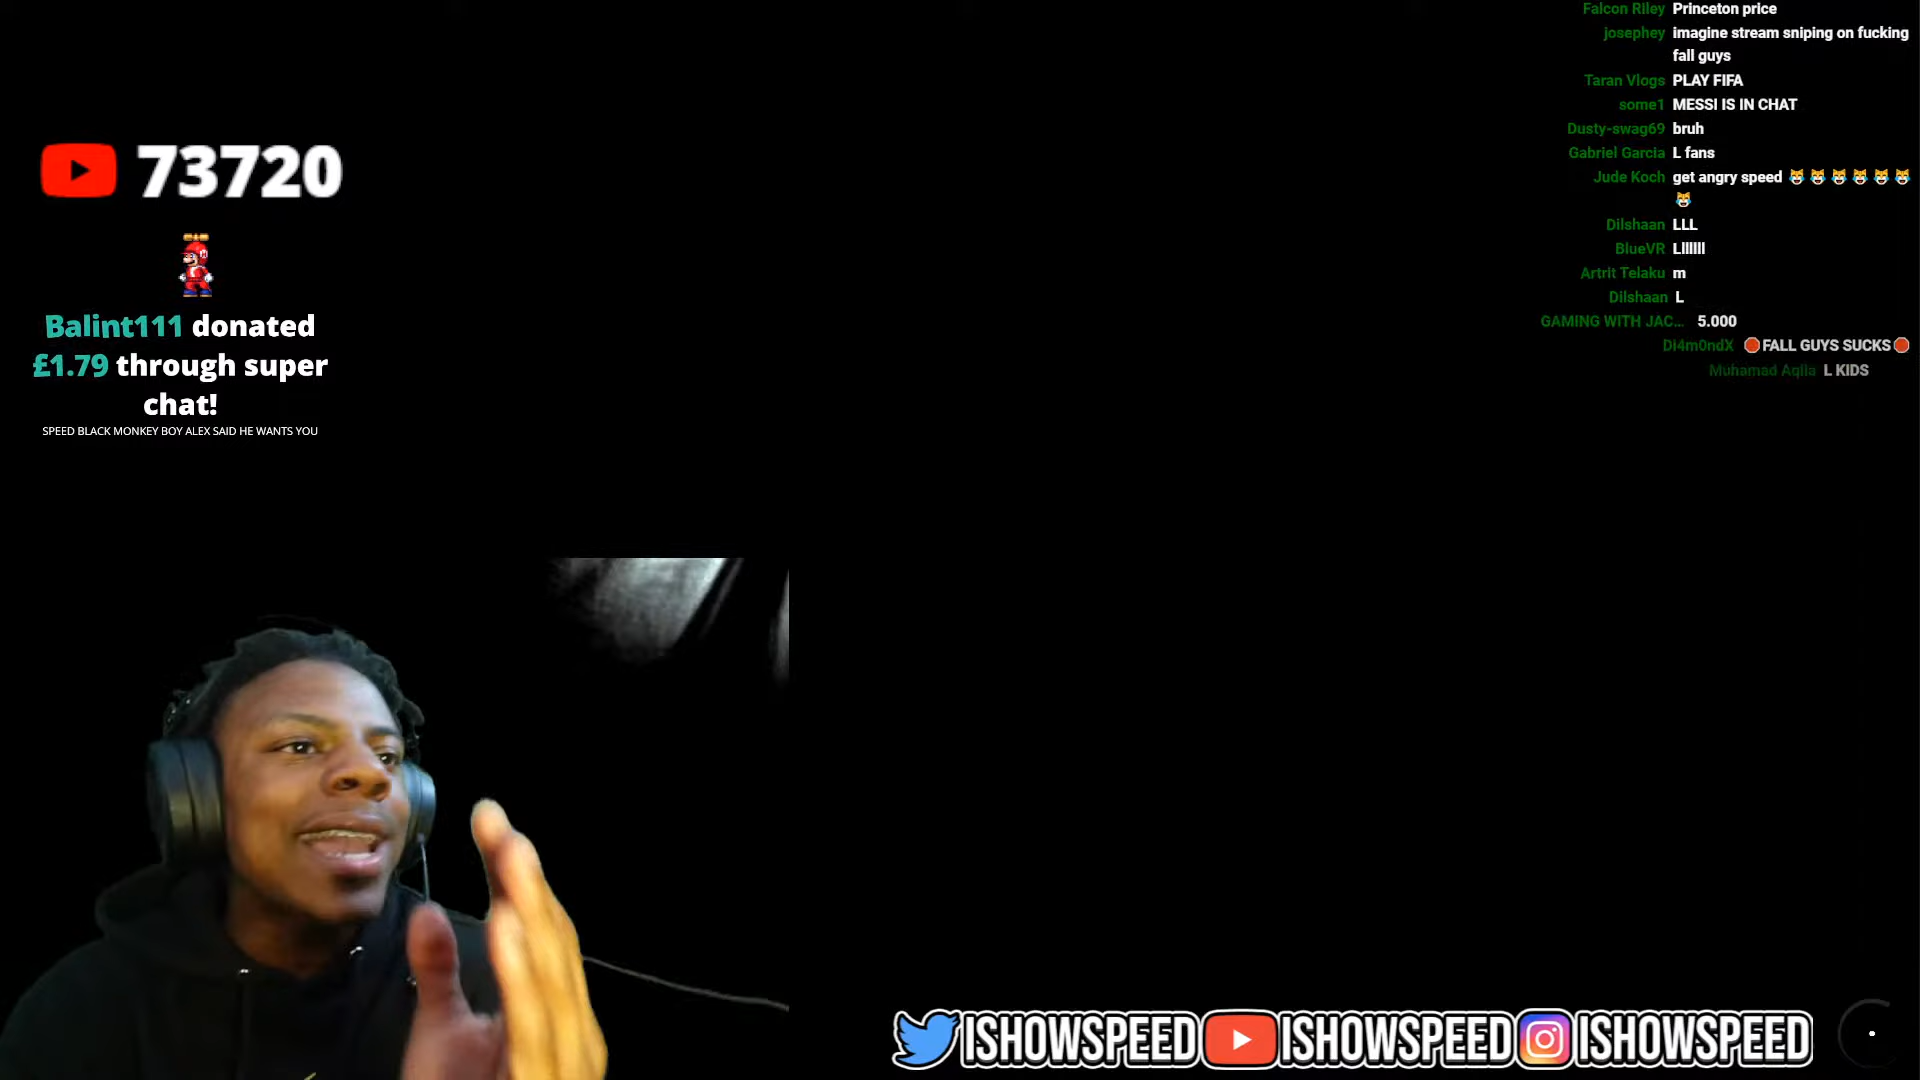 73720
Balint111 donated
£1.79 through super
chat!
SPEED BLACK MONKEY BOY ALEX SAID HE WANTS YOU
Falcon Riley Princeton price
josephey imagine stream sniping on fucking
fall guys
Taran Vlogs PLAY FIFA
some1 MESSI IS IN CHAT
Dusty-swag69 bruh
Gabriel Garcia L fans
Jude Koch get angry speed 😹😹😹😹😹😹
😹
Dilshaan LLL
BlueVR Lllllll
Artrit Telaku m
Dilshaan L
GAMING WITH JAC... 5.000
Di4m0ndX 🛑FALL GUYS SUCKS🛑
Muhamad Aqila L KIDS
ISHOWSPEED ISHOWSPEED ISHOWSPEED